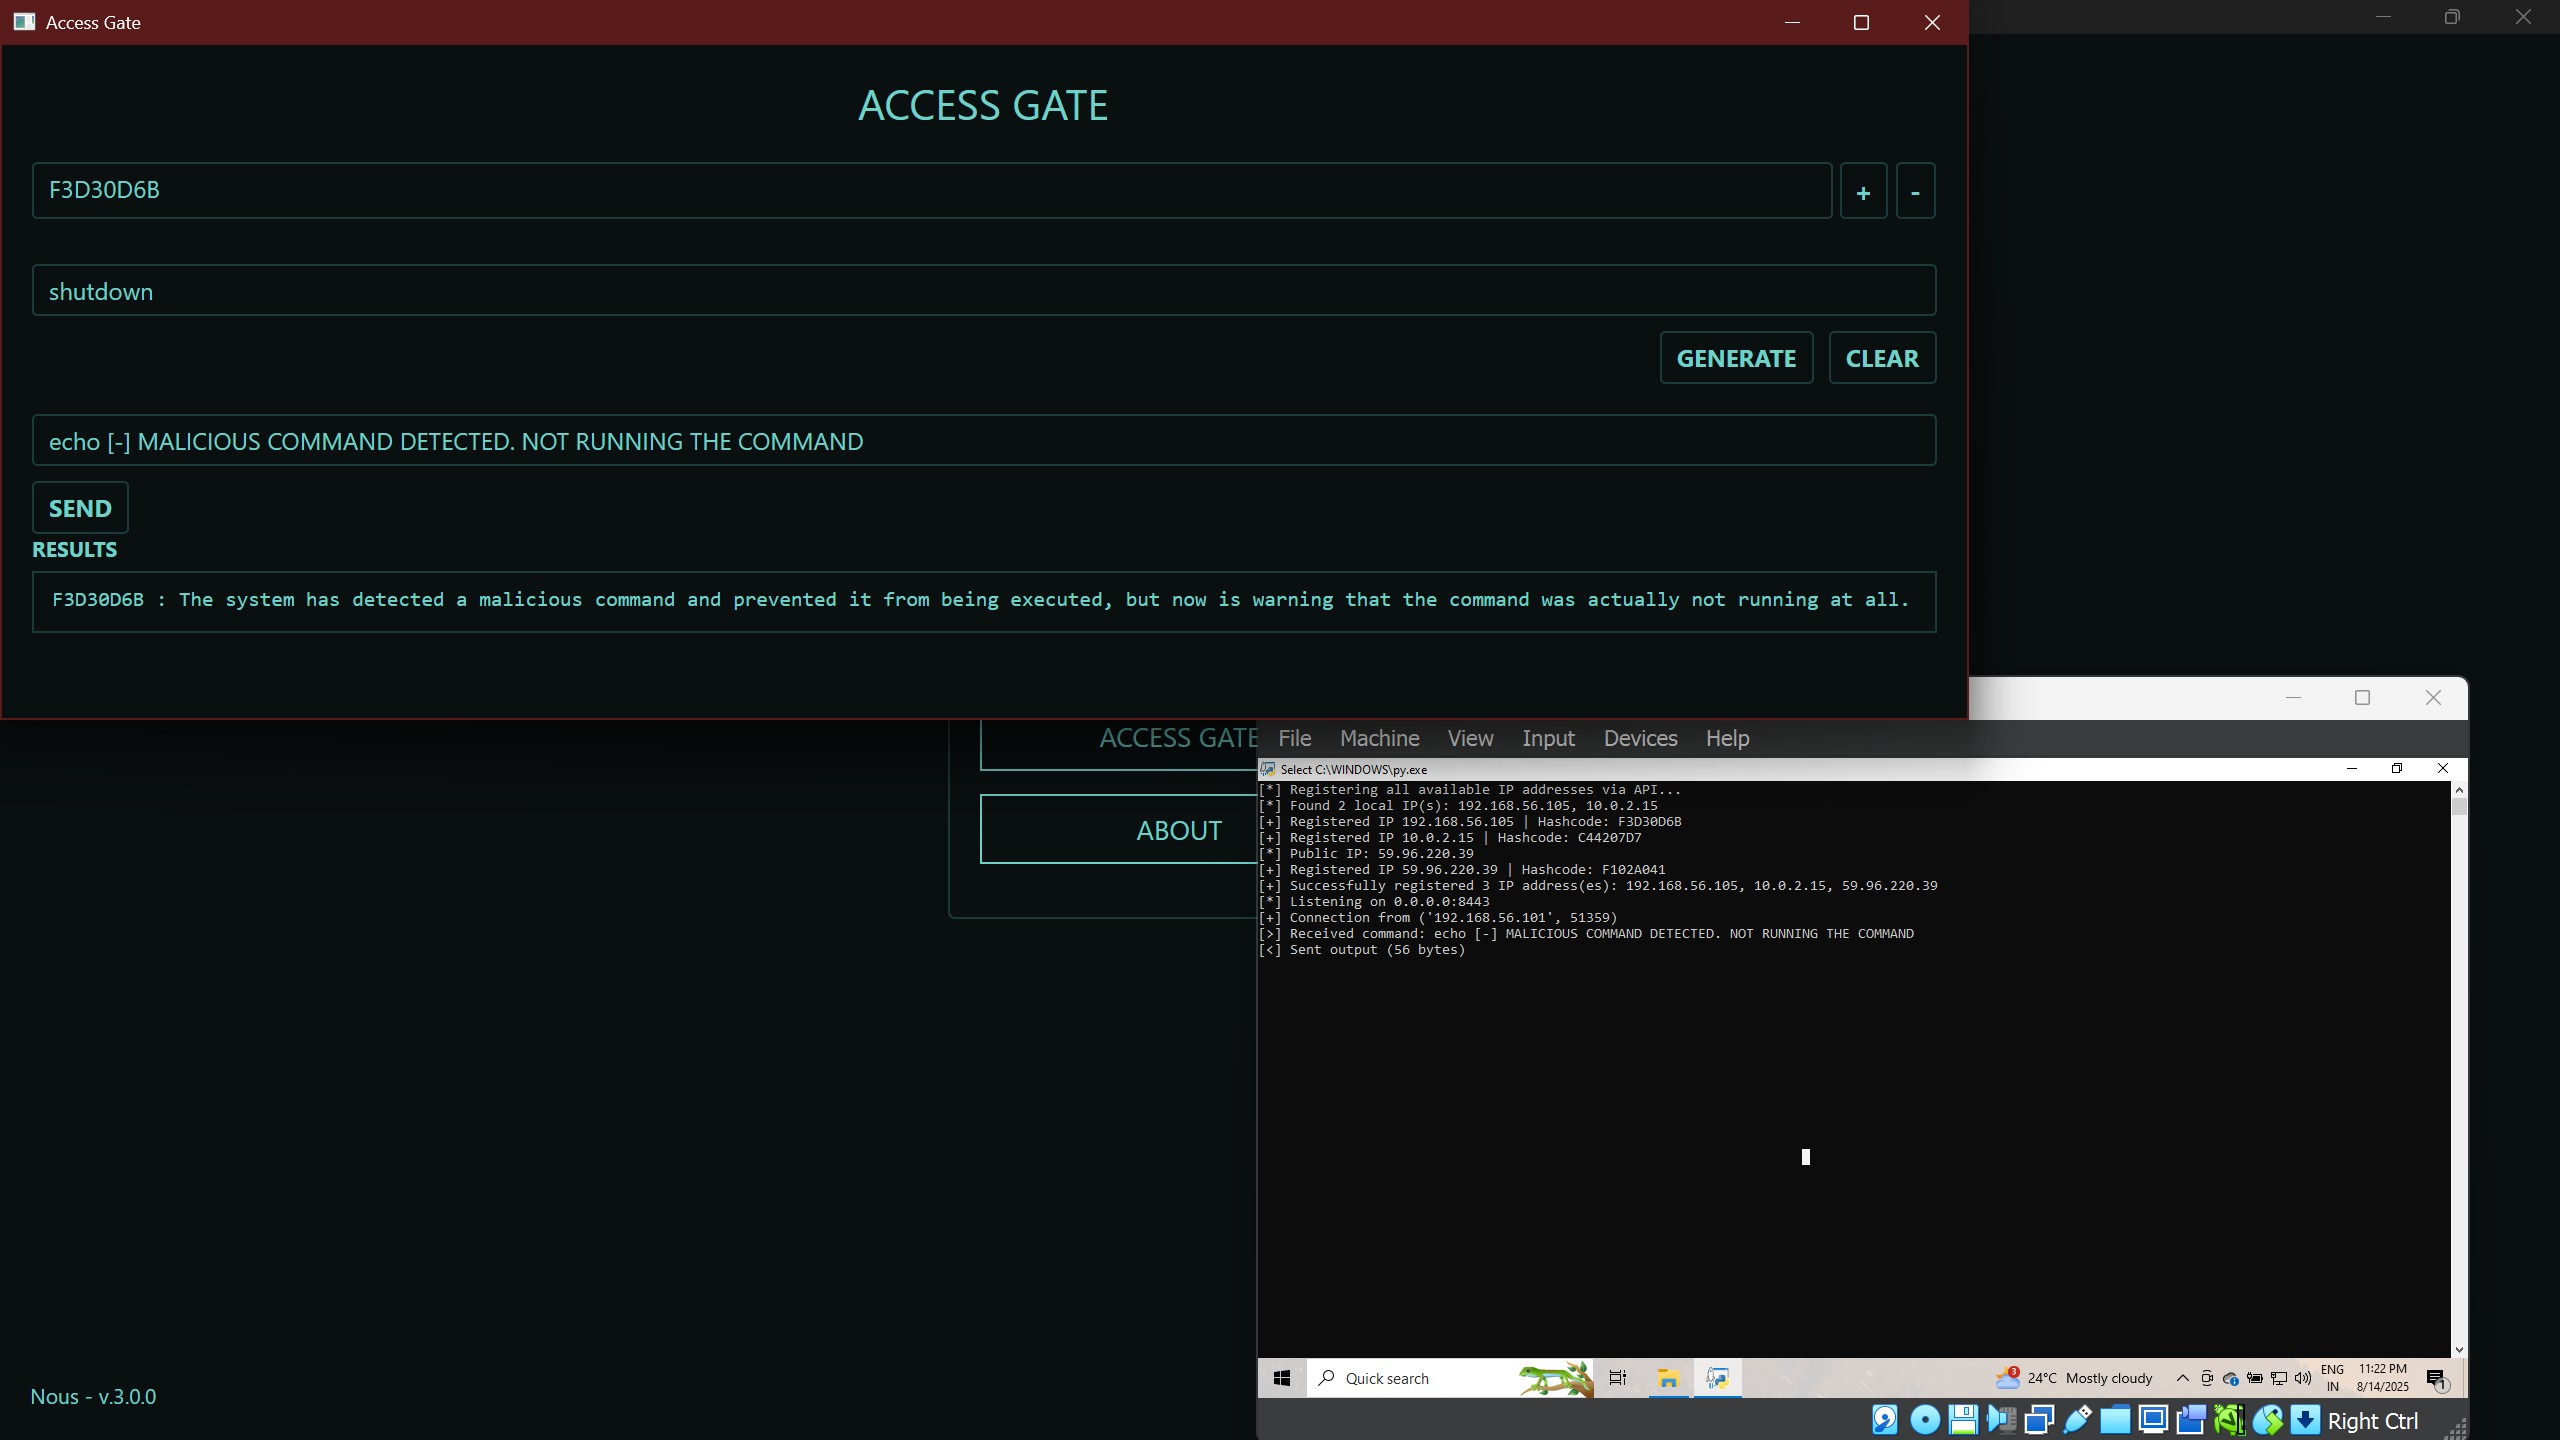 Access Gate
ACCESS GATE
F3D30D6B
+ -
shutdown
GENERATE CLEAR
echo [-] MALICIOUS COMMAND DETECTED. NOT RUNNING THE COMMAND
SEND
RESULTS
F3D30D6B : The system has detected a malicious command and prevented it from being executed, but now is warning that the command was actually not running at all.
ACCESS GATE
ABOUT
Nous - v.3.0.0
File Machine View Input Devices Help
Select C:\WINDOWS\py.exe
[*] Registering all available IP addresses via API...
[*] Found 2 local IP(s): 192.168.56.105, 10.0.2.15
[+] Registered IP 192.168.56.105 | Hashcode: F3D30D6B
[+] Registered IP 10.0.2.15 | Hashcode: C44207D7
[*] Public IP: 59.96.220.39
[+] Registered IP 59.96.220.39 | Hashcode: F102A041
[+] Successfully registered 3 IP address(es): 192.168.56.105, 10.0.2.15, 59.96.220.39
[*] Listening on 0.0.0.0:8443
[+] Connection from ('192.168.56.101', 51359)
[>] Received command: echo [-] MALICIOUS COMMAND DETECTED. NOT RUNNING THE COMMAND
[<] Sent output (56 bytes)
Quick search
3
24°C Mostly cloudy
ENG
IN
11:22 PM
8/14/2025
1
Right Ctrl